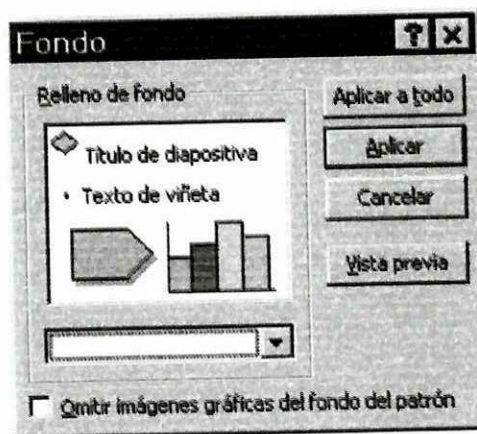 Fondo
Relleno de fondo
Título de diapositiva
• Texto de viñeta
Aplicar a todo
Aplicar
Cancelar
Vista previa
Omitir imágenes gráficas del fondo del patrón